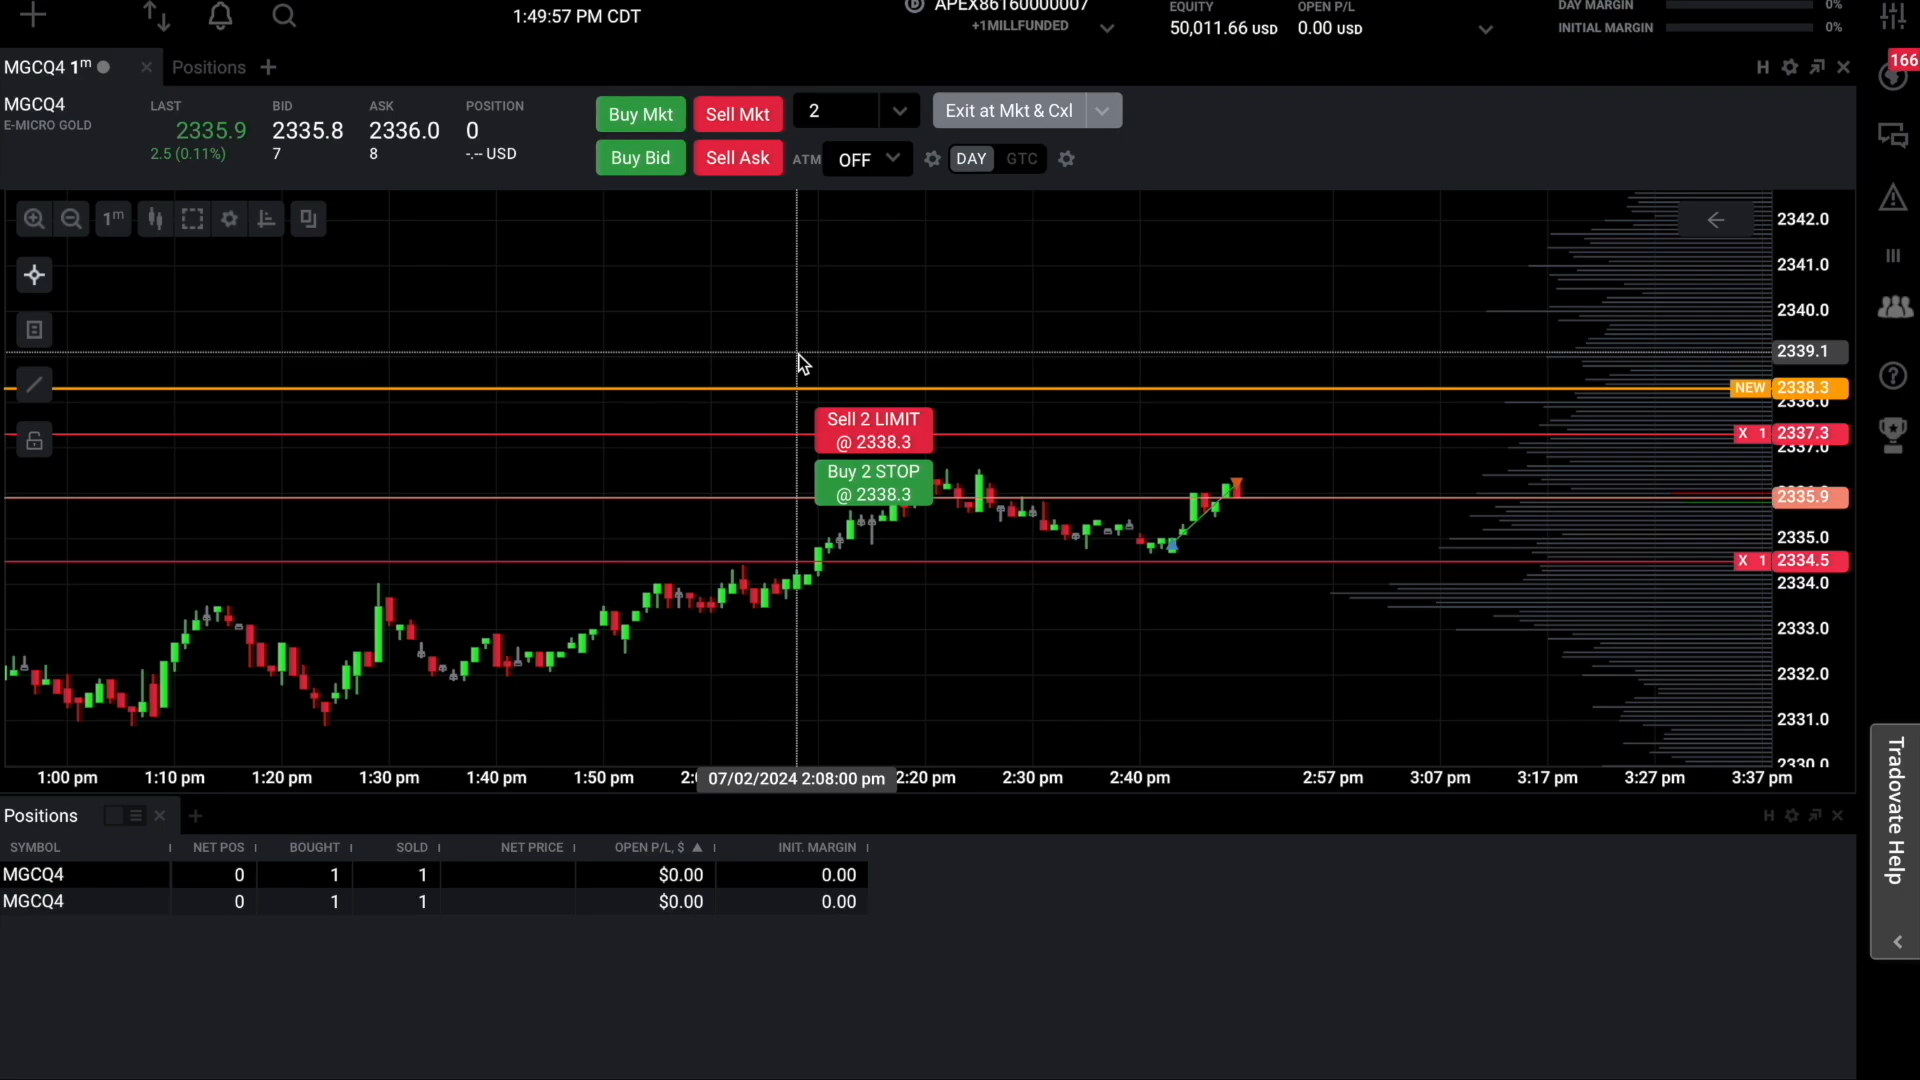 1:49:57 PM CDT
APEX86160000007
+1MILLFUNDED
EQUITY
50,011.66 USD
OPEN P/L
0.00 USD
DAY MARGIN 0%
INITIAL MARGIN 0%
166
MGCQ4 1m
Positions
H
MGCQ4
E-MICRO GOLD
LAST
2335.9
2.5 (0.11%)
BID
2335.8
7
ASK
2336.0
8
POSITION
0
-.-- USD
Buy Mkt
Sell Mkt
2
Exit at Mkt & Cxl
Buy Bid
Sell Ask
ATM
OFF
DAY
GTC
1m
2342.0
2341.0
2340.0
2339.1
NEW 2338.3
2338.0
X 1 2337.3
2337.0
Sell 2 LIMIT
@ 2338.3
Buy 2 STOP
@ 2338.3
2335.9
2335.0
X 1 2334.5
2334.0
2333.0
2332.0
2331.0
2330.0
1:00 pm 1:10 pm 1:20 pm 1:30 pm 1:40 pm 1:50 pm 07/02/2024 2:08:00 pm 2:20 pm 2:30 pm 2:40 pm 2:57 pm 3:07 pm 3:17 pm 3:27 pm 3:37 pm
Tradovate Help
Positions
H
SYMBOL NET POS BOUGHT SOLD NET PRICE OPEN P/L, $ INIT. MARGIN
MGCQ4 0 1 1 $0.00 0.00
MGCQ4 0 1 1 $0.00 0.00